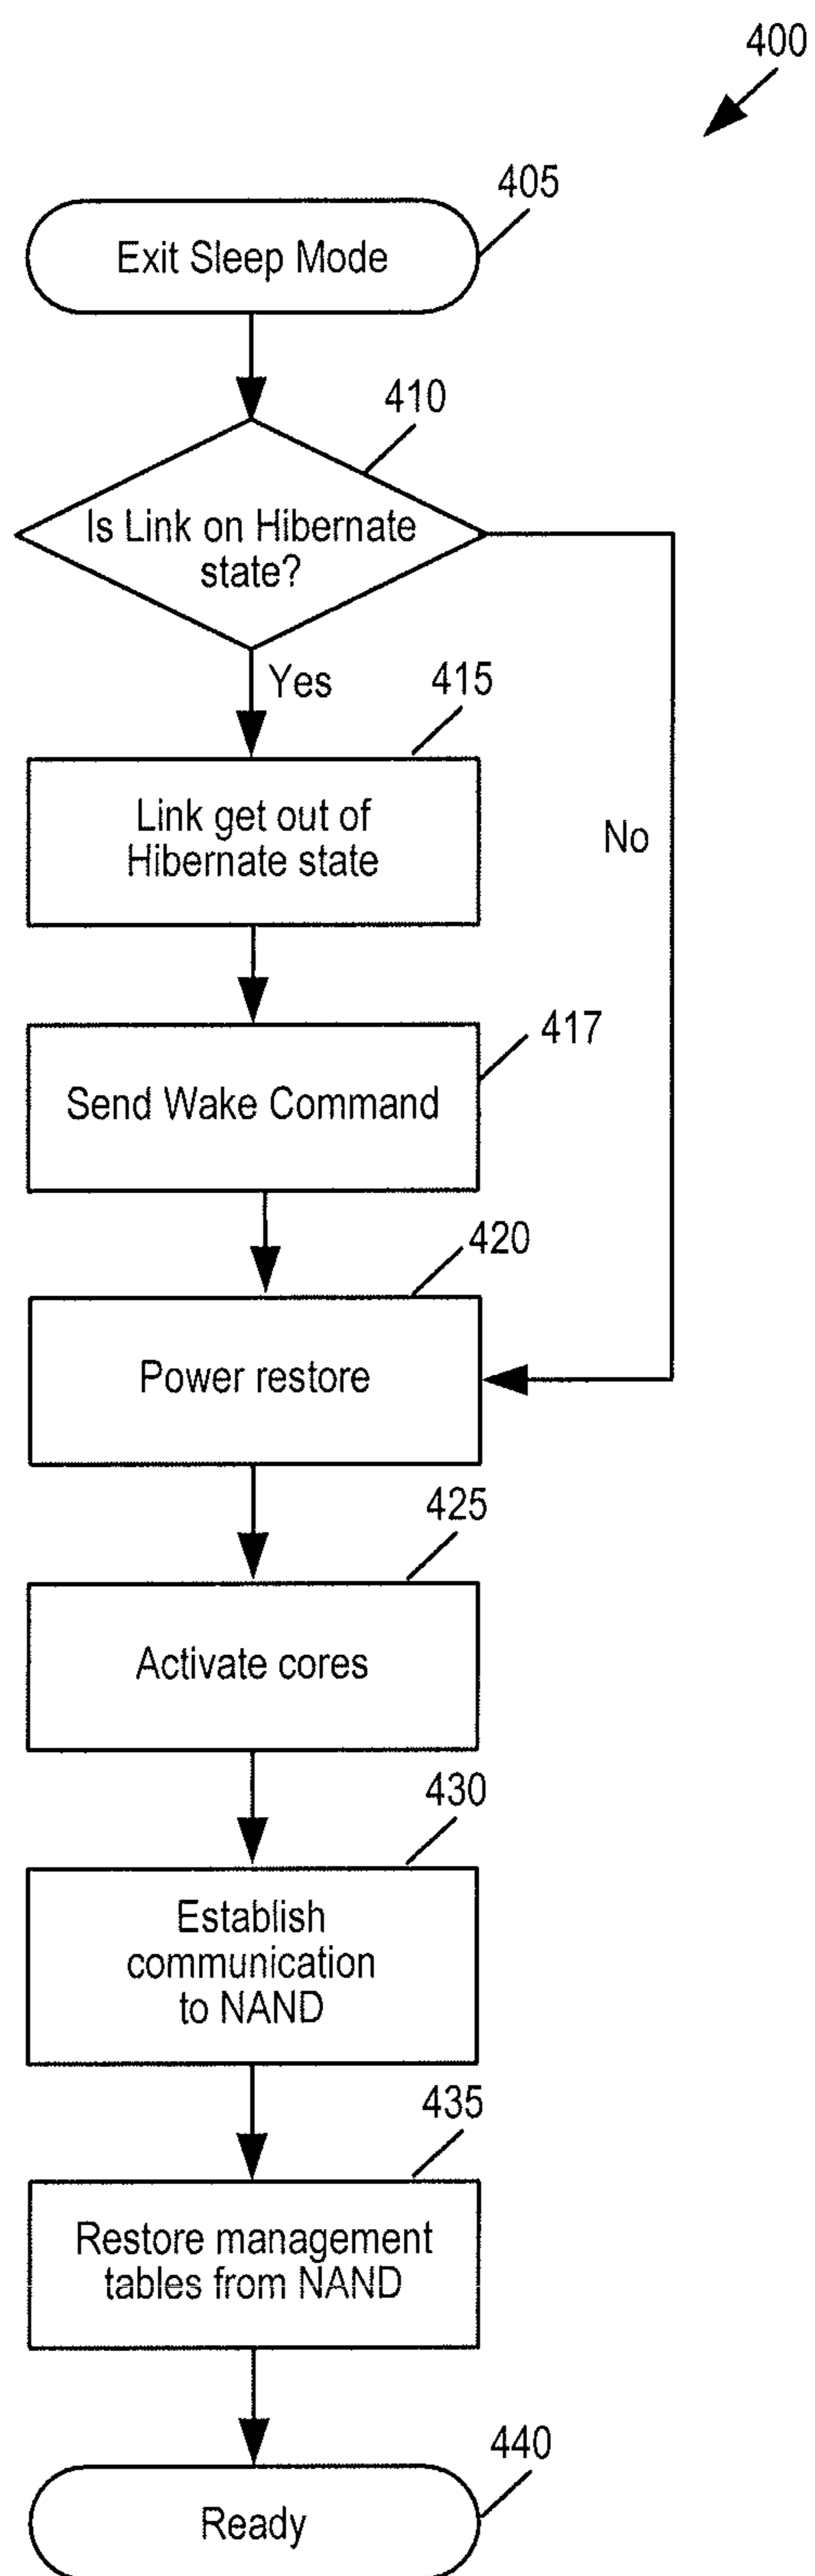 400
405
Exit Sleep Mode
410
Is Link on Hibernate
state?
Yes
415
Link get out of
Hibernate state
No
417
Send Wake Command
420
Power restore
425
Activate cores
430
Establish
communication
to NAND
435
Restore management
tables from NAND
440
Ready